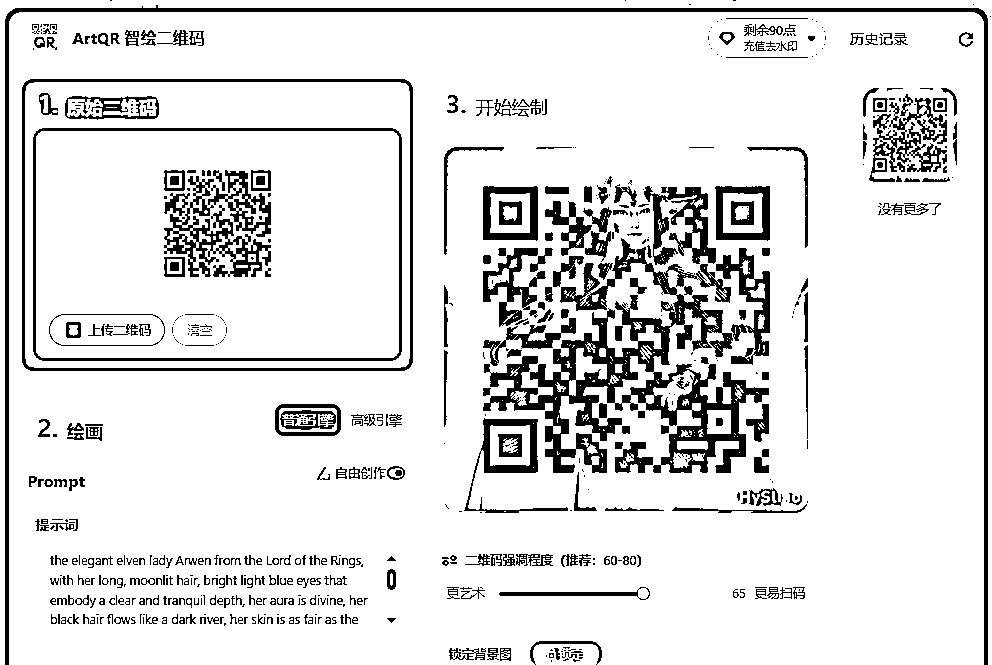 QR
ArtQR 智绘二维码
剩余90点
充值去水印
历史记录
1. 原始二维码
上传二维码
清空
3. 开始绘制
没有更多了
2. 绘画
普通引擎
高级引擎
Prompt
自由创作
提示词
the elegant elven lady Arwen from the Lord of the Rings,
with her long, moonlit hair, bright light blue eyes that
embody a clear and tranquil depth, her aura is divine, her
black hair flows like a dark river, her skin is as fair as the
二维码强调程度 (推荐：60-80)
更艺术
65 更易扫码
锁定背景图